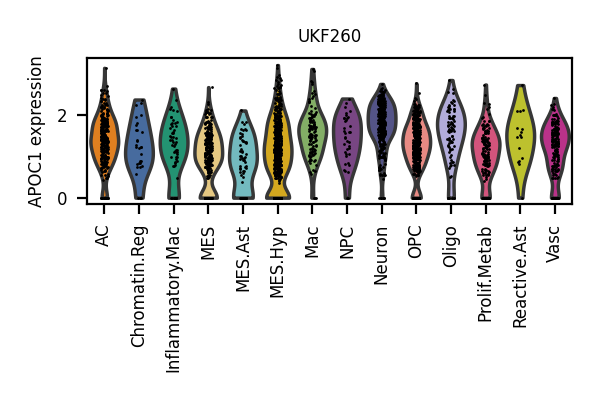 UKF260
APOC1 expression
2
0
AC
Chromatin.Reg
Inflammatory.Mac
MES
MES.Ast
MES.Hyp
Mac
NPC
Neuron
OPC
Oligo
Prolif.Metab
Reactive.Ast
Vasc